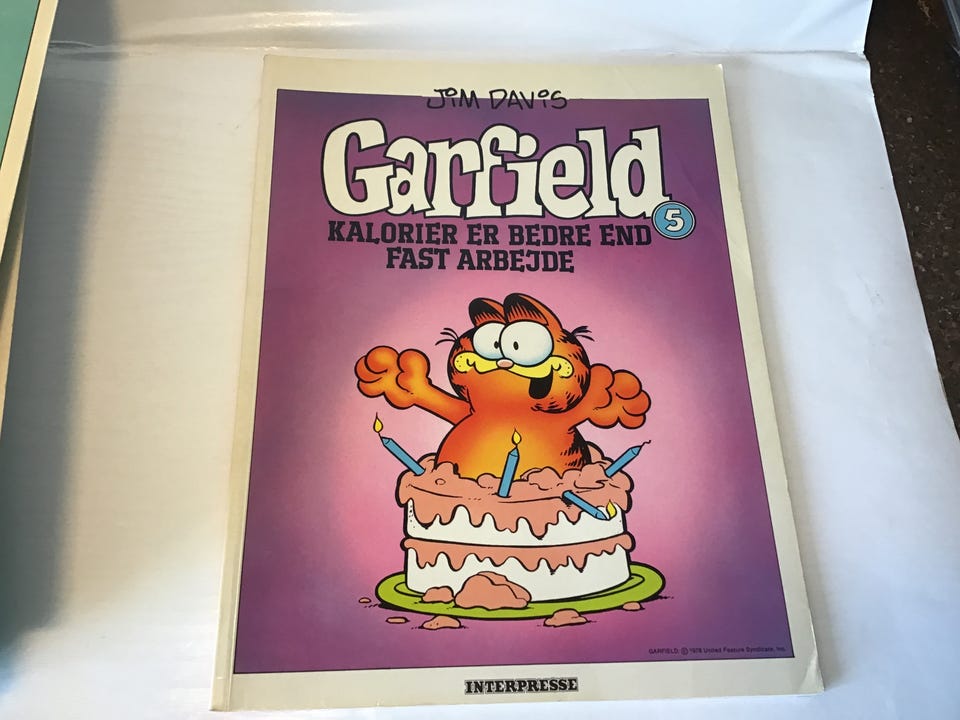 JIM DAVIS
Garfield
5
KALORIER ER BEDRE END
FAST ARBEJDE
GARFIELD: © 1978 United Feature Syndicate, Inc.
INTERPRESSE